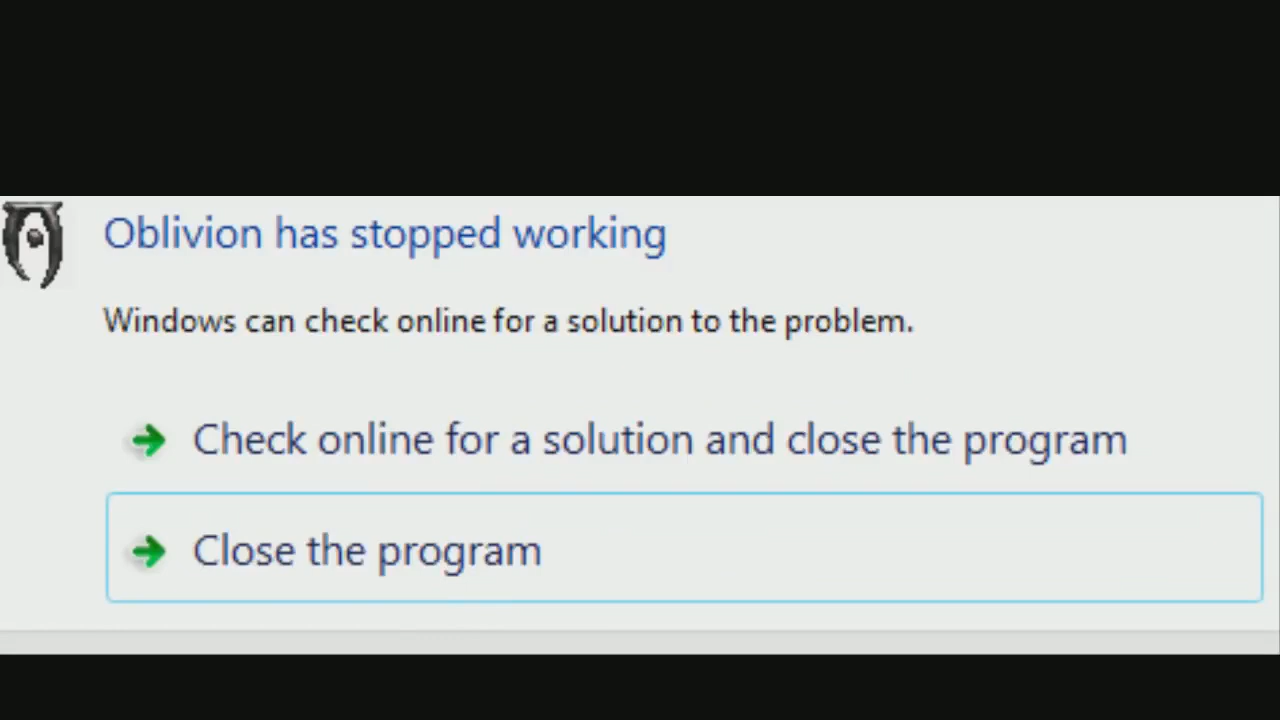 Oblivion has stopped working
Windows can check online for a solution to the problem.
Check online for a solution and close the program
Close the program